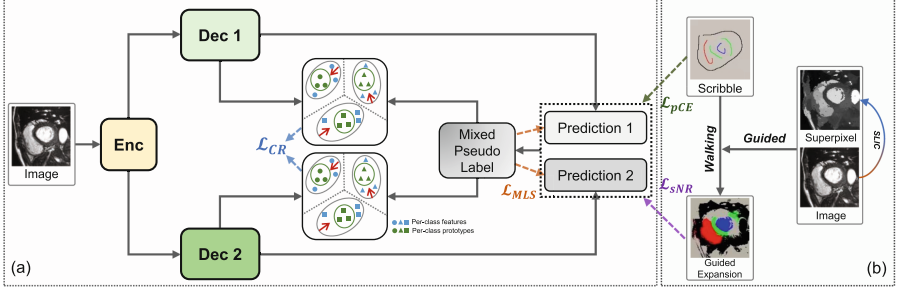 Dec 1
Image
Enc
ℒCR
Mixed
Pseudo
Label
Prediction 1
Prediction 2
ℒMLS
ℒpCE
ℒsNR
Per-class features
Per-class prototypes
Dec 2
(a)
Scribble
Walking
Guided
Superpixel
SLIC
Image
Guided
Expansion
(b)